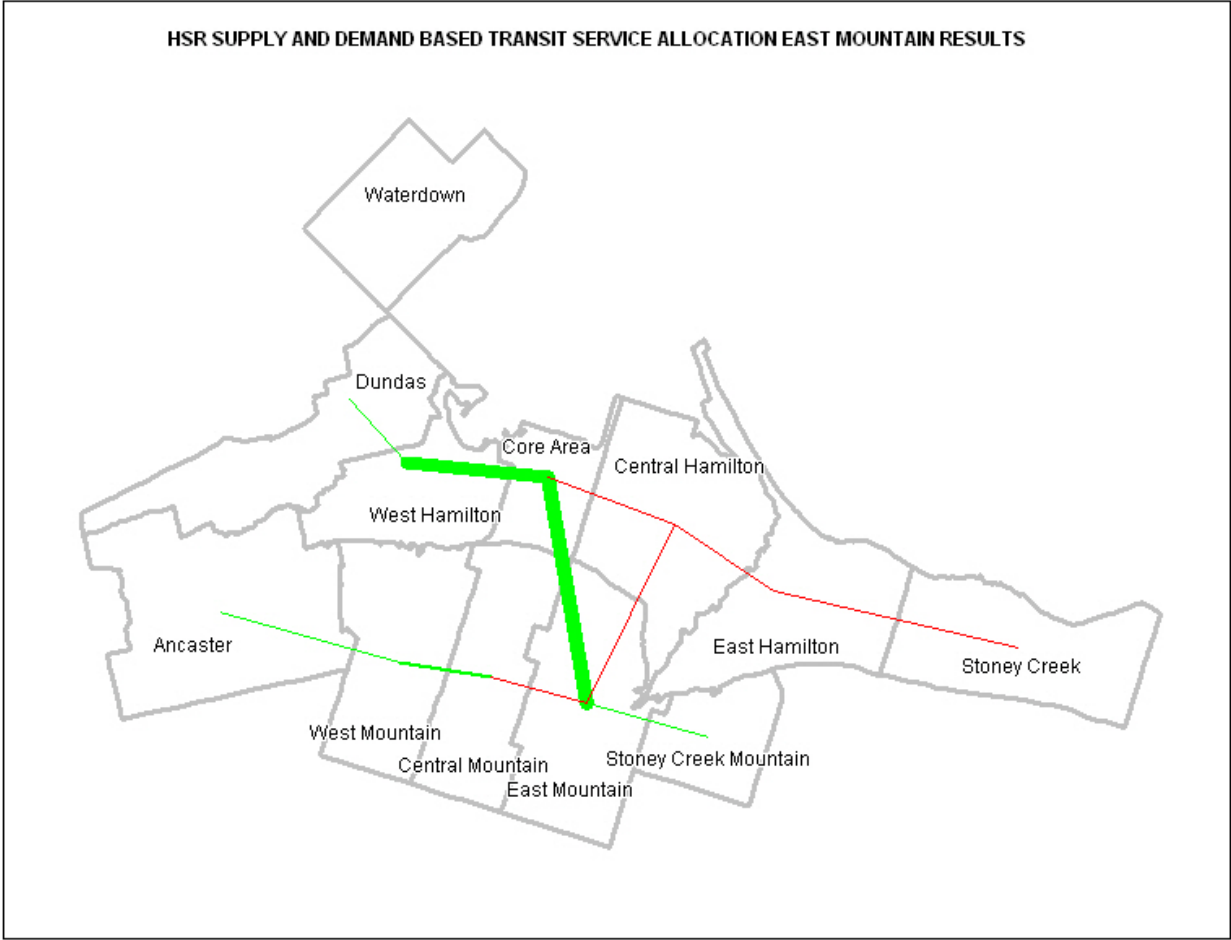 HSR SUPPLY AND DEMAND BASED TRANSIT SERVICE ALLOCATION EAST MOUNTAIN RESULTS
Waterdown
Dundas
Core Area
Central Hamilton
West Hamilton
Ancaster
East Hamilton
Stoney Creek
West Mountain
Central Mountain
Stoney Creek Mountain
East Mountain